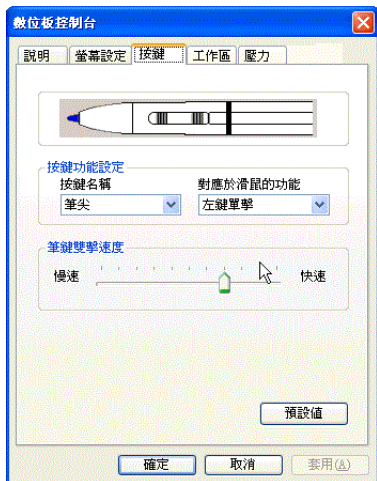 數位板控制台
說明 螢幕設定 按鍵 工作區 壓力
按鍵功能設定
按鍵名稱 對應於滑鼠的功能
筆尖 左鍵單擊
筆鍵雙擊速度
慢速 快速
預設值
確定 取消 套用(A)